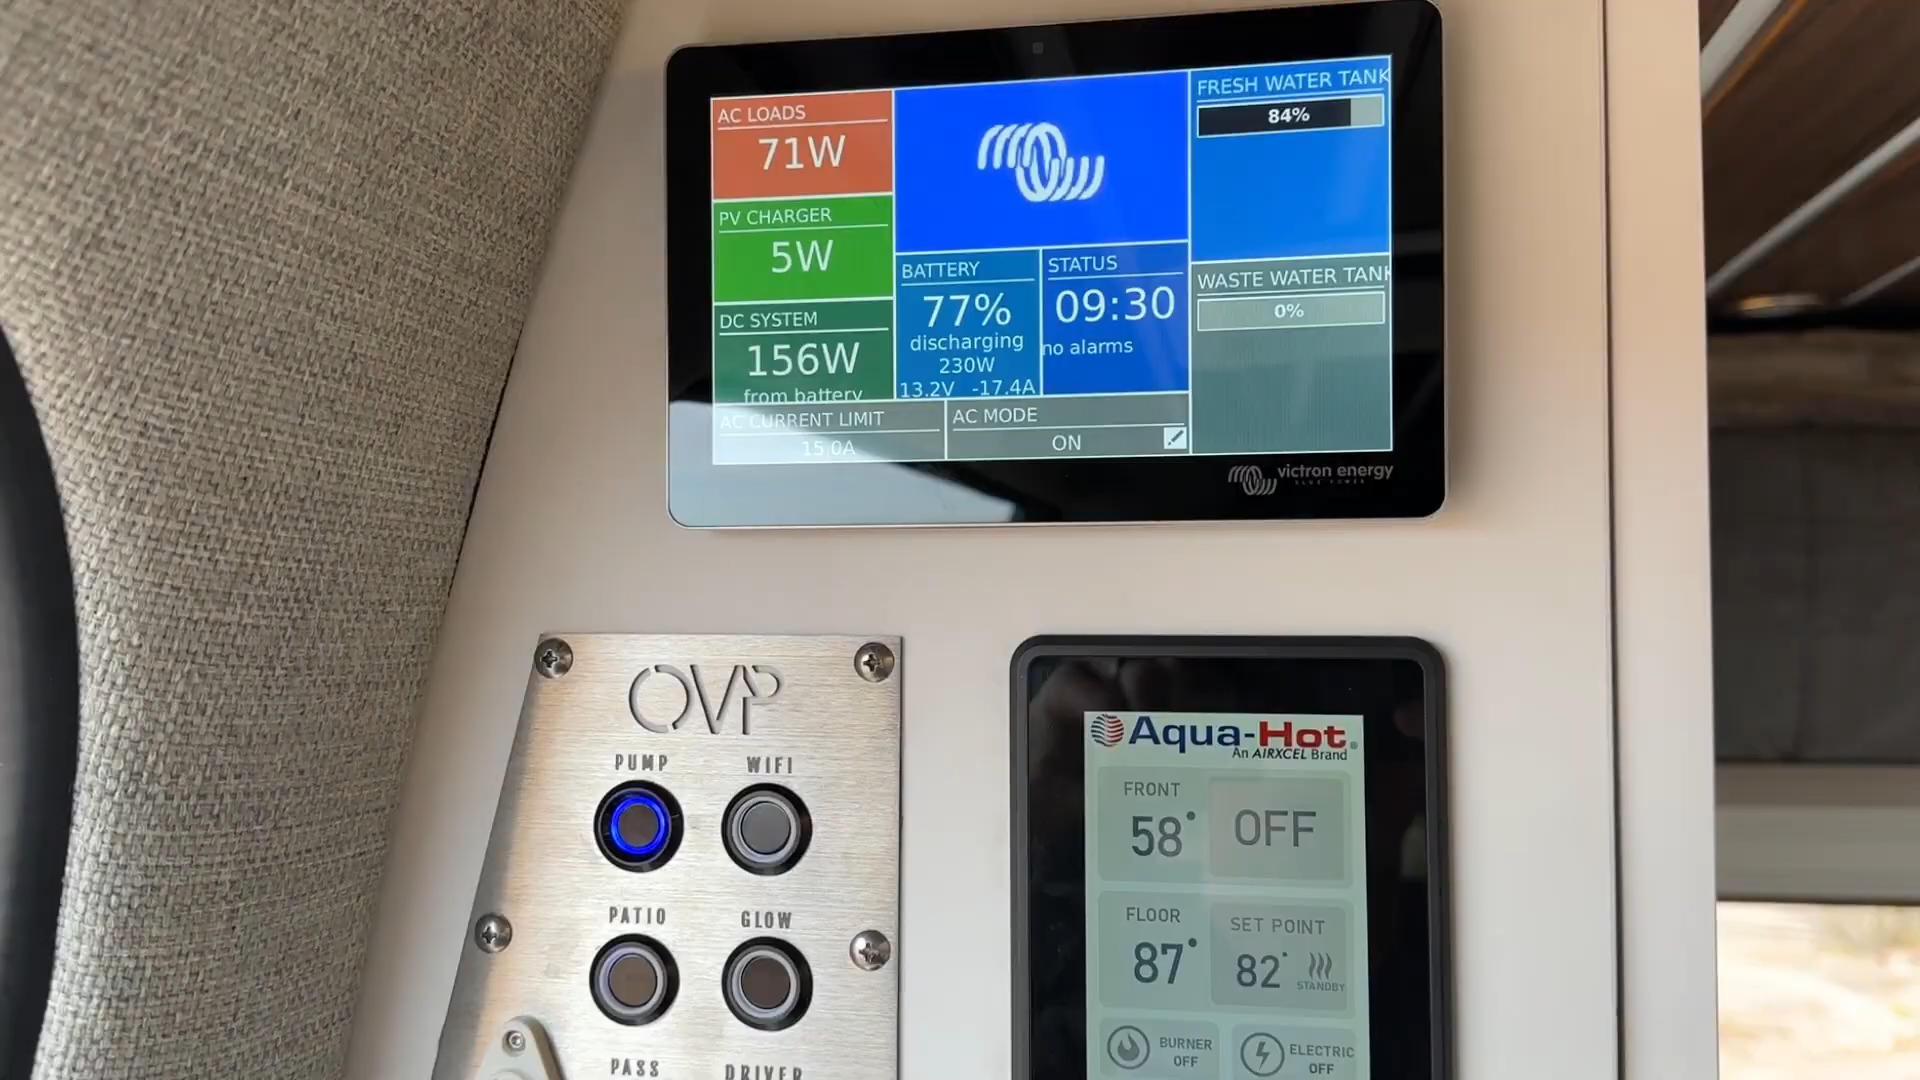 AC LOADS
71W
PV CHARGER
5W
DC SYSTEM
156W
from battery
AC CURRENT LIMIT
15.0A
BATTERY
77%
discharging
230W
13.2V -17.4A
STATUS
09:30
no alarms
AC MODE
ON
FRESH WATER TANK
84%
WASTE WATER TANK
0%
victron energy
BLUE POWER
OVP
PUMP WIFI
PATIO GLOW
PASS DRIVER
Aqua-Hot
An AIRXCEL Brand
FRONT
58° OFF
FLOOR
87°
SET POINT
82°
STANDBY
BURNER
OFF
ELECTRIC
OFF